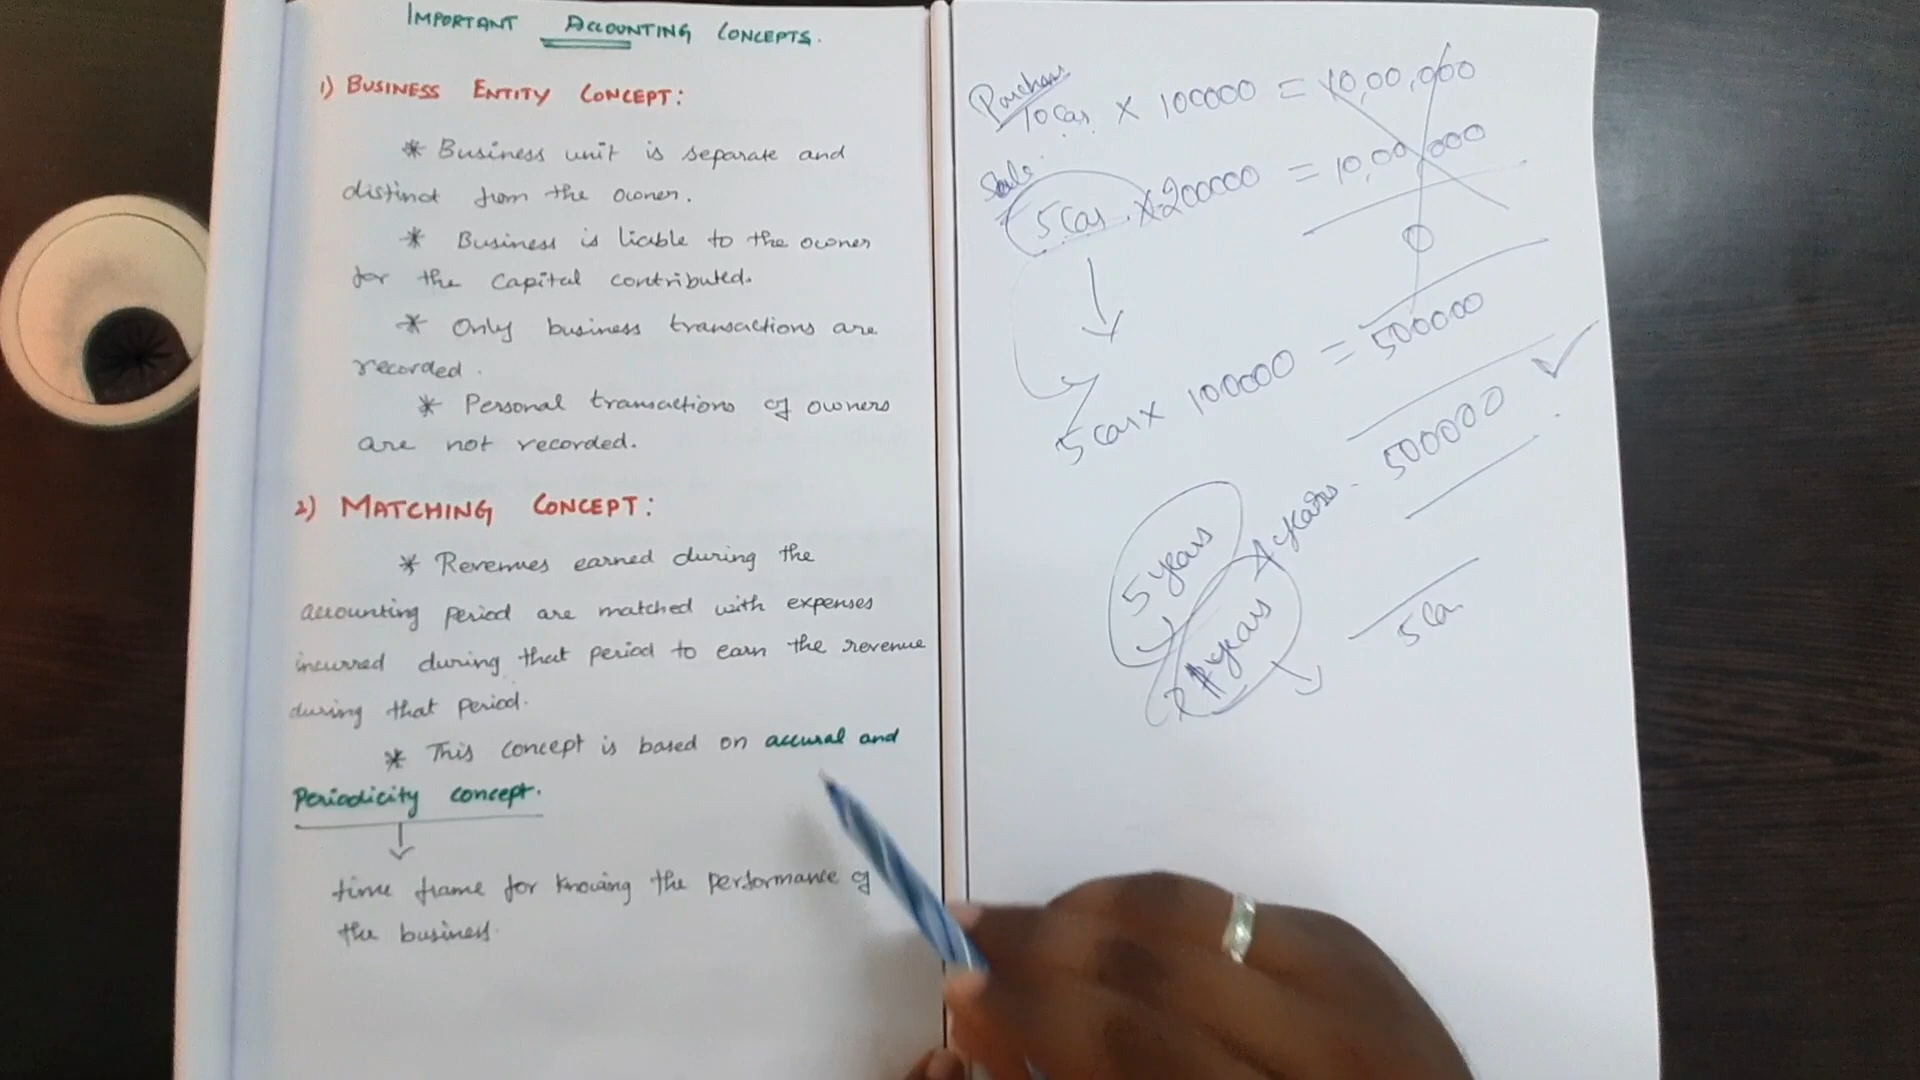 IMPORTANT ACCOUNTING CONCEPTS.
1) BUSINESS ENTITY CONCEPT:
* Business unit is separate and
distinct from the owner.
* Business is liable to the owner
for the capital contributed.
* Only business transactions are
recorded.
* Personal transactions of owners
are not recorded.
2) MATCHING CONCEPT:
* Revenues earned during the
accounting period are matched with expenses
incurred during that period to earn the revenue
during that period.
* This concept is based on accural and
Periodicity concept.
time frame for knowing the performance of
the business.
Purchase
10 Car × 100000 = 10,00,000
Sale
5 Car × 200000 = 10,00,000
0
5 car × 100000 = 500000
500000
5 years
4 years
years
5 Car